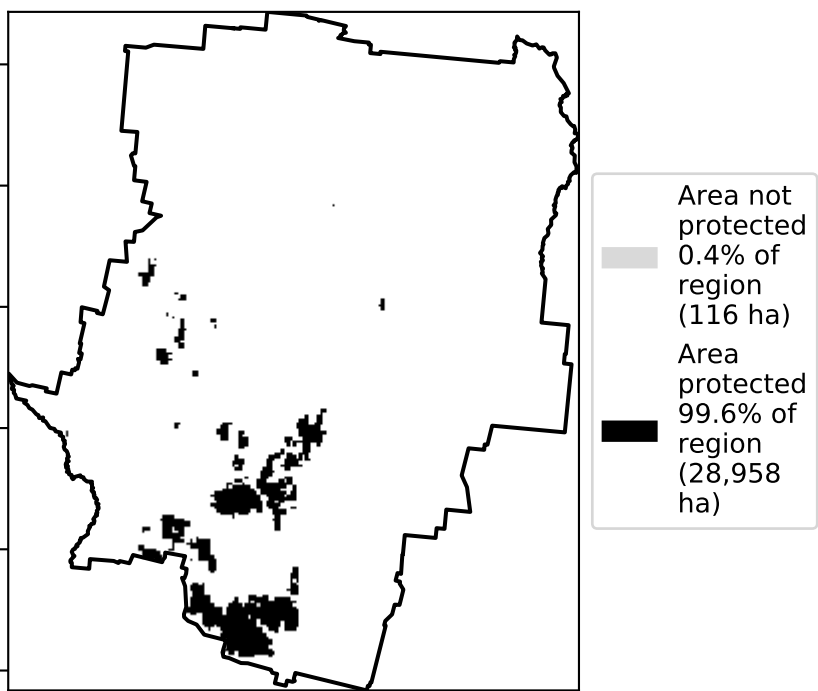 Area not
protected
0.4% of
region
(116 ha)
Area
protected
99.6% of
region
(28,958
ha)